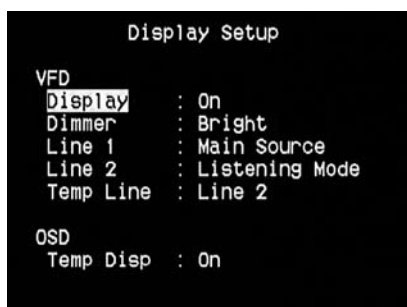 Display Setup
VFD
Display : On
Dimmer : Bright
Line 1 : Main Source
Line 2 : Listening Mode
Temp Line : Line 2
OSD
Temp Disp : On